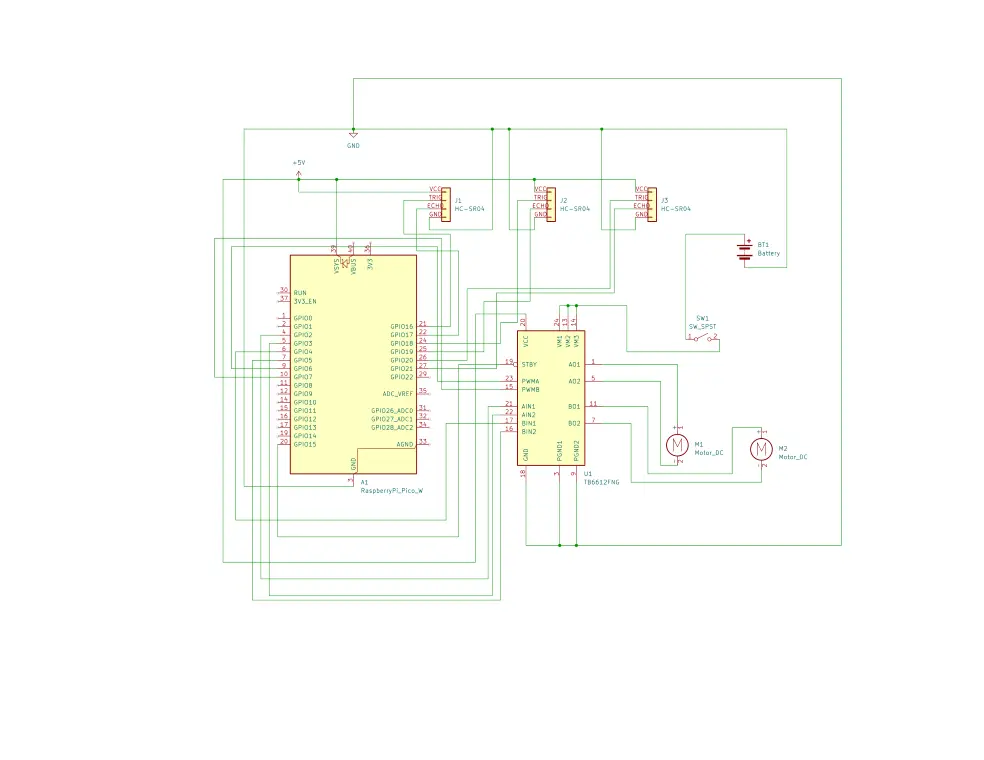 GND
+5V
VCC
TRIG
ECHO
GND
J1
HC-SR04
VCC
TRIG
ECHO
GND
J2
HC-SR04
VCC
TRIG
ECHO
GND
J3
HC-SR04
39
40
36
VSYS
VBUS
3V3
BT1
Battery
SW1
SW_SPST
1
2
30 RUN
37 3V3_EN
1 GPIO0
2 GPIO1
4 GPIO2
5 GPIO3
6 GPIO4
7 GPIO5
9 GPIO6
10 GPIO7
11 GPIO8
12 GPIO9
14 GPIO10
15 GPIO11
16 GPIO12
17 GPIO13
19 GPIO14
20 GPIO15
GPIO16 21
GPIO17 22
GPIO18 24
GPIO19 25
GPIO20 26
GPIO21 27
GPIO22 29
ADC_VREF 35
GPIO26_ADC0 31
GPIO27_ADC1 32
GPIO28_ADC2 34
AGND 33
GND
3
A1
RaspberryPi_Pico_W
20
24
13
14
VCC
VM1
VM2
VM3
19 STBY
23 PWMA
15 PWMB
21 AIN1
22 AIN2
17 BIN1
16 BIN2
AO1 1
AO2 5
BO1 11
BO2 7
GND
PGND1
PGND2
18
3
9
U1
TB6612FNG
+
1
M
M1
Motor_DC
-
2
+
1
M
M2
Motor_DC
-
2